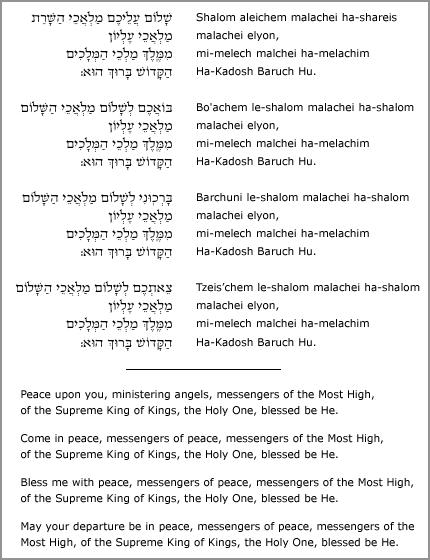 שָׁלוֹם עֲלֵיכֶם מַלְאֲכֵי הַשָּׁרֵת
מַלְאֲכֵי עֶלְיוֹן
מִמֶּלֶךְ מַלְכֵי הַמְּלָכִים
הַקָּדוֹשׁ בָּרוּךְ הוּא:
Shalom aleichem malachei ha-shareis
malachei elyon,
mi-melech malchei ha-melachim
Ha-Kadosh Baruch Hu.
בּוֹאֲכֶם לְשָׁלוֹם מַלְאֲכֵי הַשָּׁלוֹם
מַלְאֲכֵי עֶלְיוֹן
מִמֶּלֶךְ מַלְכֵי הַמְּלָכִים
הַקָּדוֹשׁ בָּרוּךְ הוּא:
Bo'achem le-shalom malachei ha-shalom
malachei elyon,
mi-melech malchei ha-melachim
Ha-Kadosh Baruch Hu.
בָּרְכוּנִי לְשָׁלוֹם מַלְאֲכֵי הַשָּׁלוֹם
מַלְאֲכֵי עֶלְיוֹן
מִמֶּלֶךְ מַלְכֵי הַמְּלָכִים
הַקָּדוֹשׁ בָּרוּךְ הוּא:
Barchuni le-shalom malachei ha-shalom
malachei elyon,
mi-melech malchei ha-melachim
Ha-Kadosh Baruch Hu.
צֵאתְכֶם לְשָׁלוֹם מַלְאֲכֵי הַשָּׁלוֹם
מַלְאֲכֵי עֶלְיוֹן
מִמֶּלֶךְ מַלְכֵי הַמְּלָכִים
הַקָּדוֹשׁ בָּרוּךְ הוּא:
Tzeis’chem le-shalom malachei ha-shalom
malachei elyon,
mi-melech malchei ha-melachim
Ha-Kadosh Baruch Hu.
Peace upon you, ministering angels, messengers of the Most High,
of the Supreme King of Kings, the Holy One, blessed be He.
Come in peace, messengers of peace, messengers of the Most High,
of the Supreme King of Kings, the Holy One, blessed be He.
Bless me with peace, messengers of peace, messengers of the Most High,
of the Supreme King of Kings, the Holy One, blessed be He.
May your departure be in peace, messengers of peace, messengers of the
Most High, of the Supreme King of Kings, the Holy One, blessed be He.